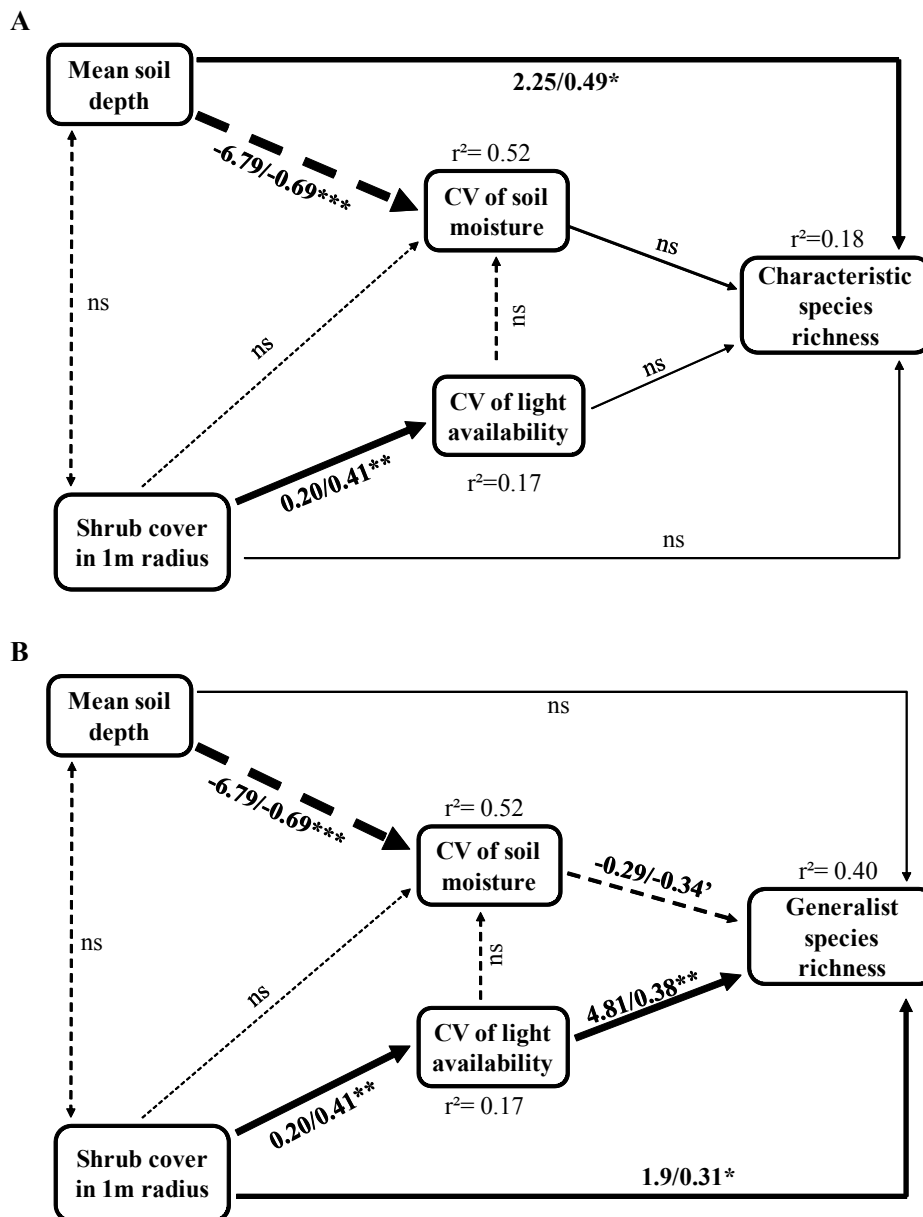 A
Mean soil
depth
2.25/0.49*
-6.79/-0.69***
r²= 0.52
CV of soil
moisture
ns
r²=0.18
Characteristic
species
richness
ns
ns
ns
ns
CV of light
availability
r²=0.17
0.20/0.41**
Shrub cover
in 1m radius
ns
B
Mean soil
depth
ns
-6.79/-0.69***
r²= 0.52
CV of soil
moisture
-0.29/-0.34’
r²= 0.40
Generalist
species
richness
ns
ns
ns
4.81/0.38**
CV of light
availability
r²= 0.17
0.20/0.41**
Shrub cover
in 1m radius
1.9/0.31*